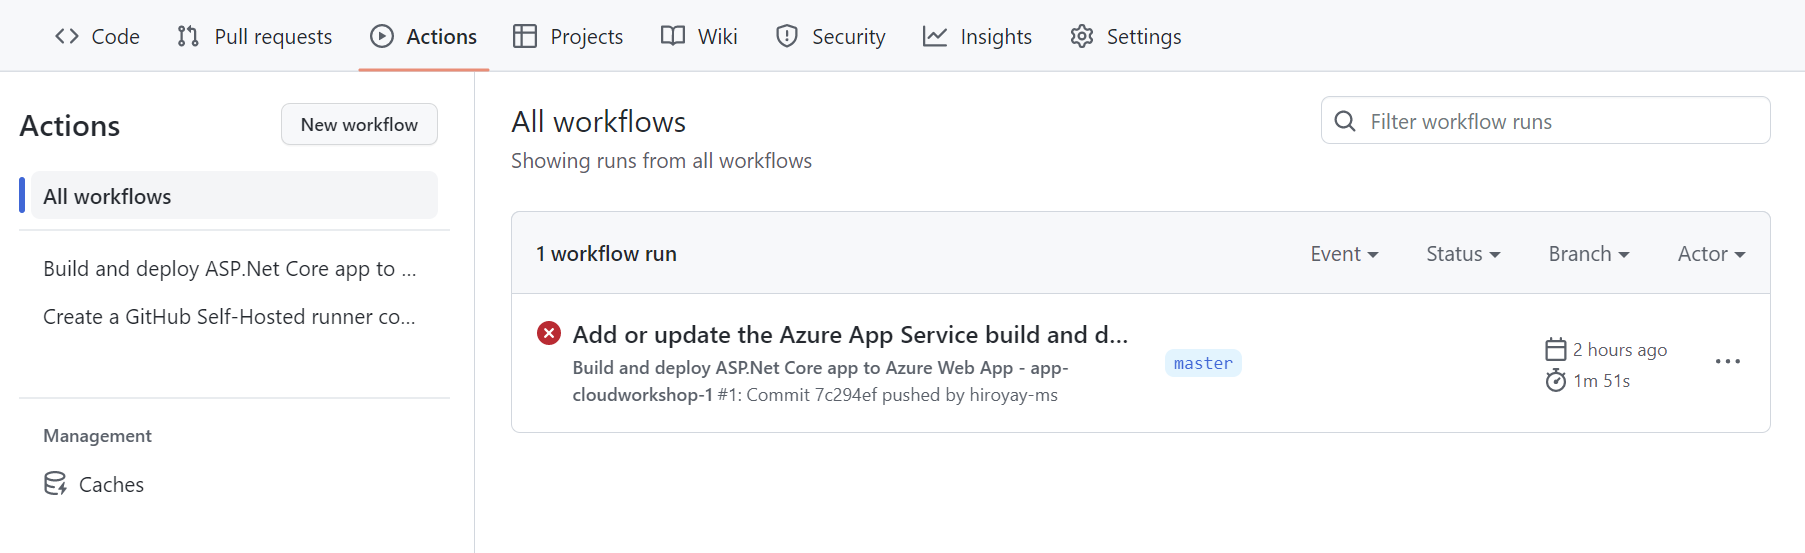 Code Pull requests Actions Projects Wiki Security Insights Settings
Actions
New workflow
All workflows
Build and deploy ASP.Net Core app to ...
Create a GitHub Self-Hosted runner co...
Management
Caches
All workflows
Showing runs from all workflows
Filter workflow runs
1 workflow run
Event Status Branch Actor
Add or update the Azure App Service build and d...
Build and deploy ASP.Net Core app to Azure Web App - app-
cloudworkshop-1 #1: Commit 7c294ef pushed by hiroyay-ms
master
2 hours ago
1m 51s